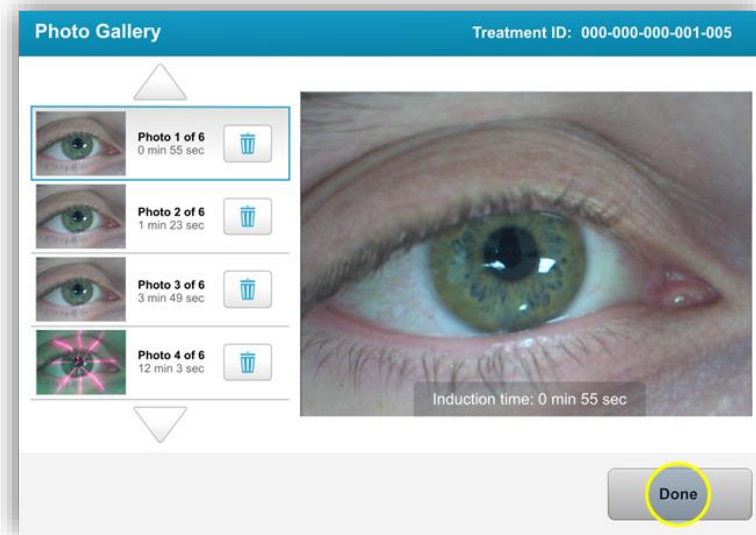 Photo Gallery
Treatment ID: 000-000-000-001-005
Photo 1 of 6
0 min 55 sec
Photo 2 of 6
1 min 23 sec
Photo 3 of 6
3 min 49 sec
Photo 4 of 6
12 min 3 sec
Induction time: 0 min 55 sec
Done